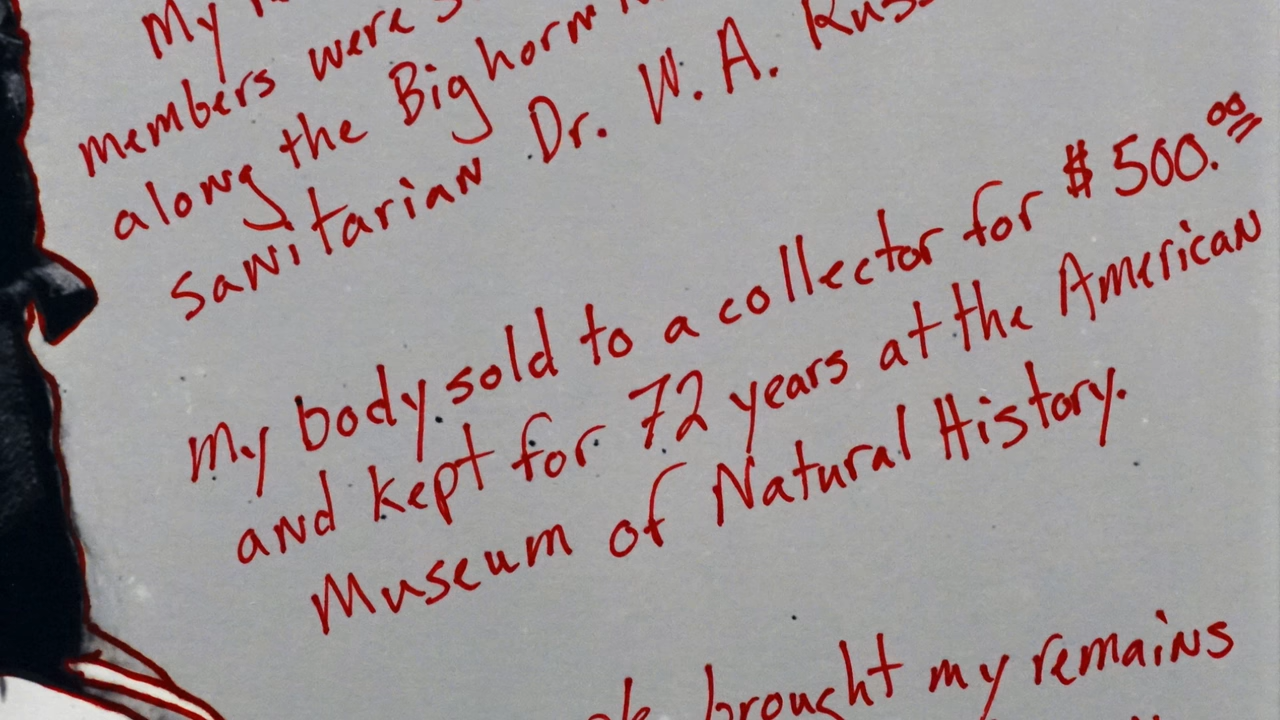 My
members were
along the Bighorn
sanitarian Dr. W. A.
My body sold to a collector for $500.00
and kept for 72 years at the American
Museum of Natural History.
brought my remains